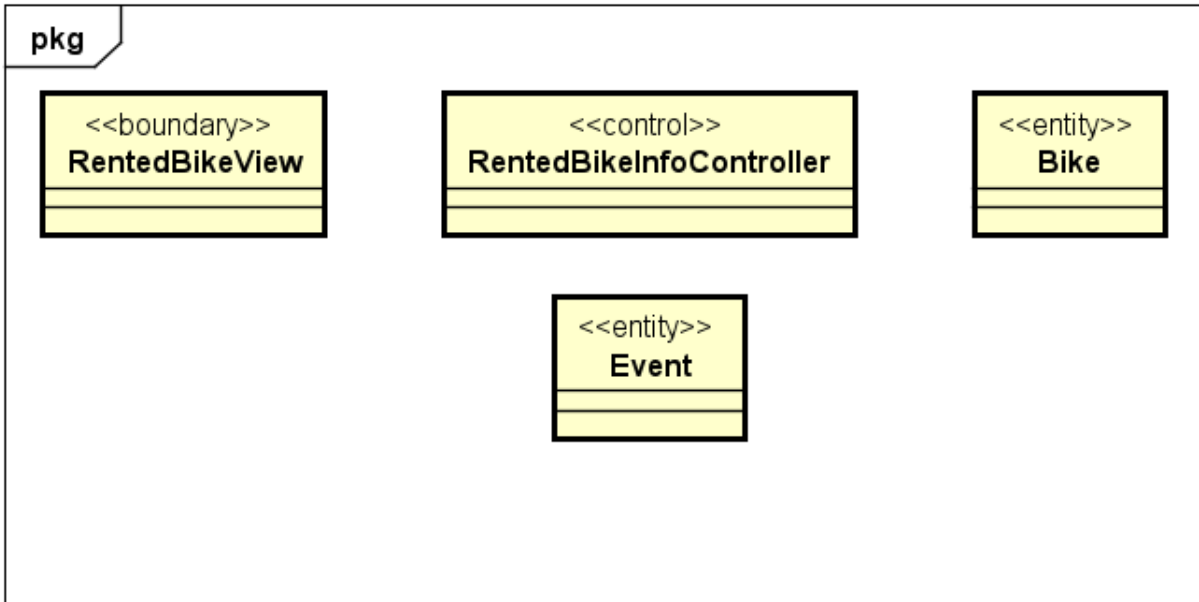 pkg
<<boundary>>
RentedBikeView
<<control>>
RentedBikeInfoController
<<entity>>
Bike
<<entity>>
Event